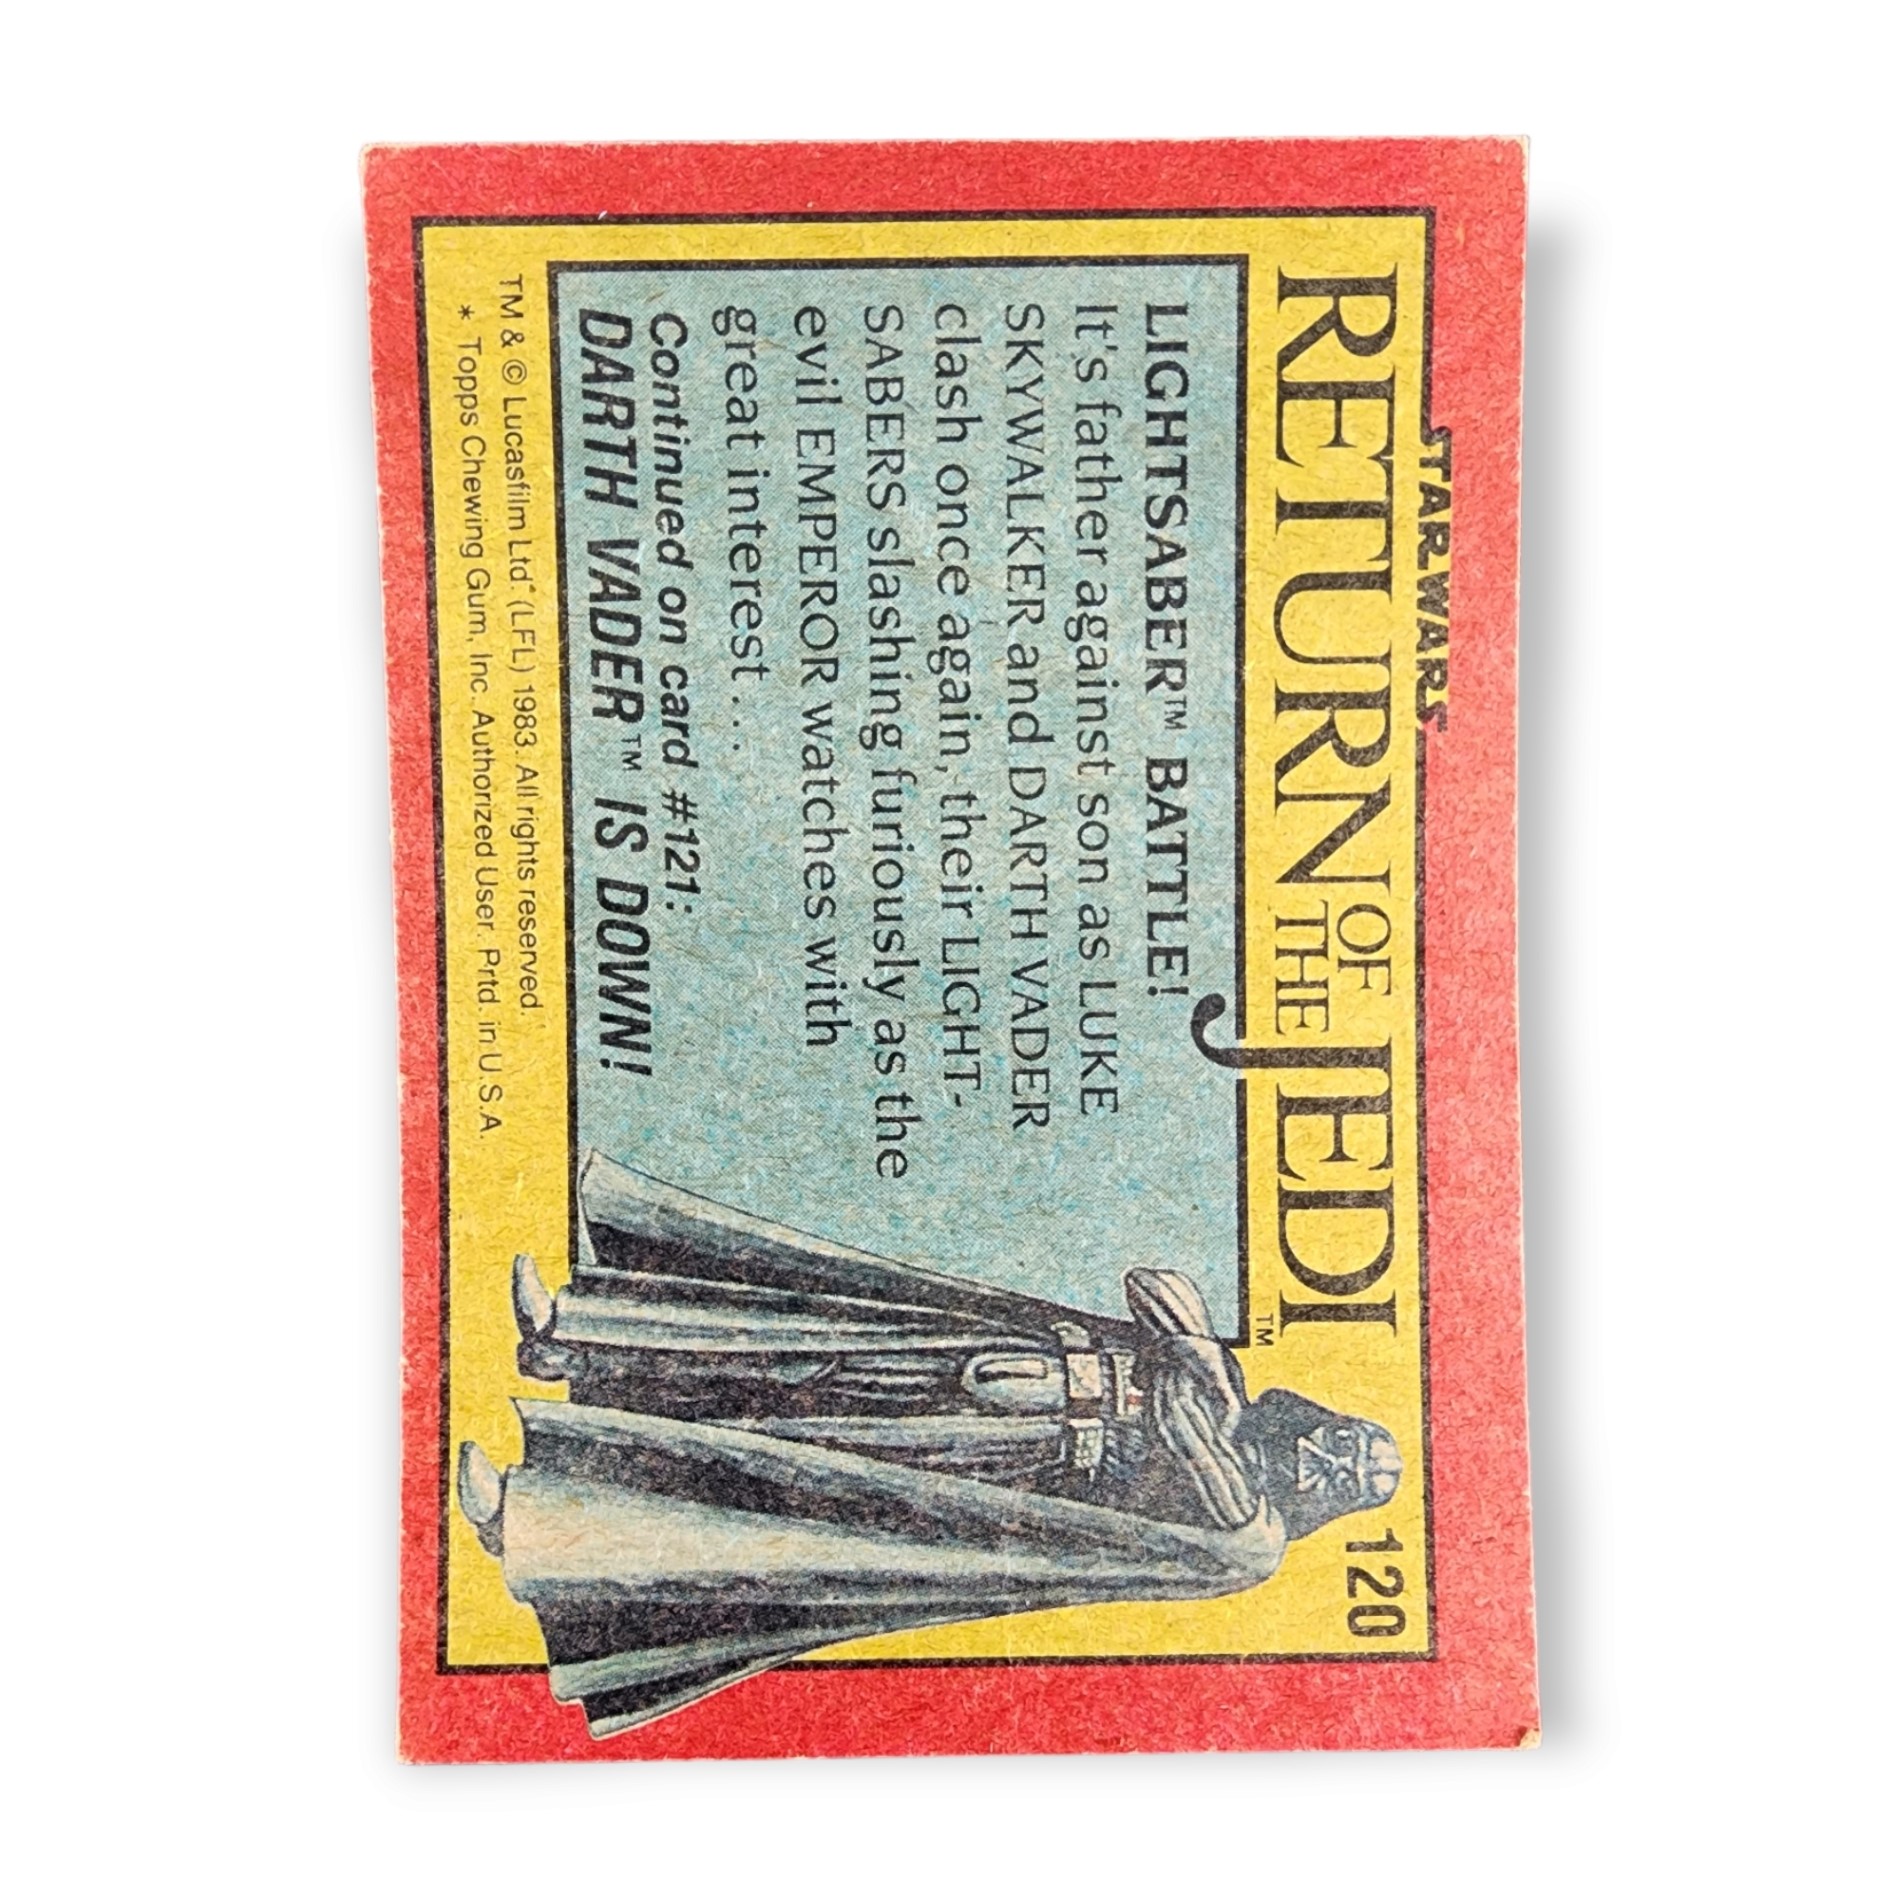 STAR WARS
RETURN OF THE JEDI™
120
LIGHTSABER™ BATTLE!
It's father against son as LUKE
SKYWALKER and DARTH VADER
clash once again, their LIGHT-
SABERS slashing furiously as the
evil EMPEROR watches with
great interest . . .
Continued on card #121:
DARTH VADER™ IS DOWN!
TM & © Lucasfilm Ltd. (LFL) 1983. All rights reserved.
* Topps Chewing Gum, Inc. Authorized User. Prtd. in U.S.A.